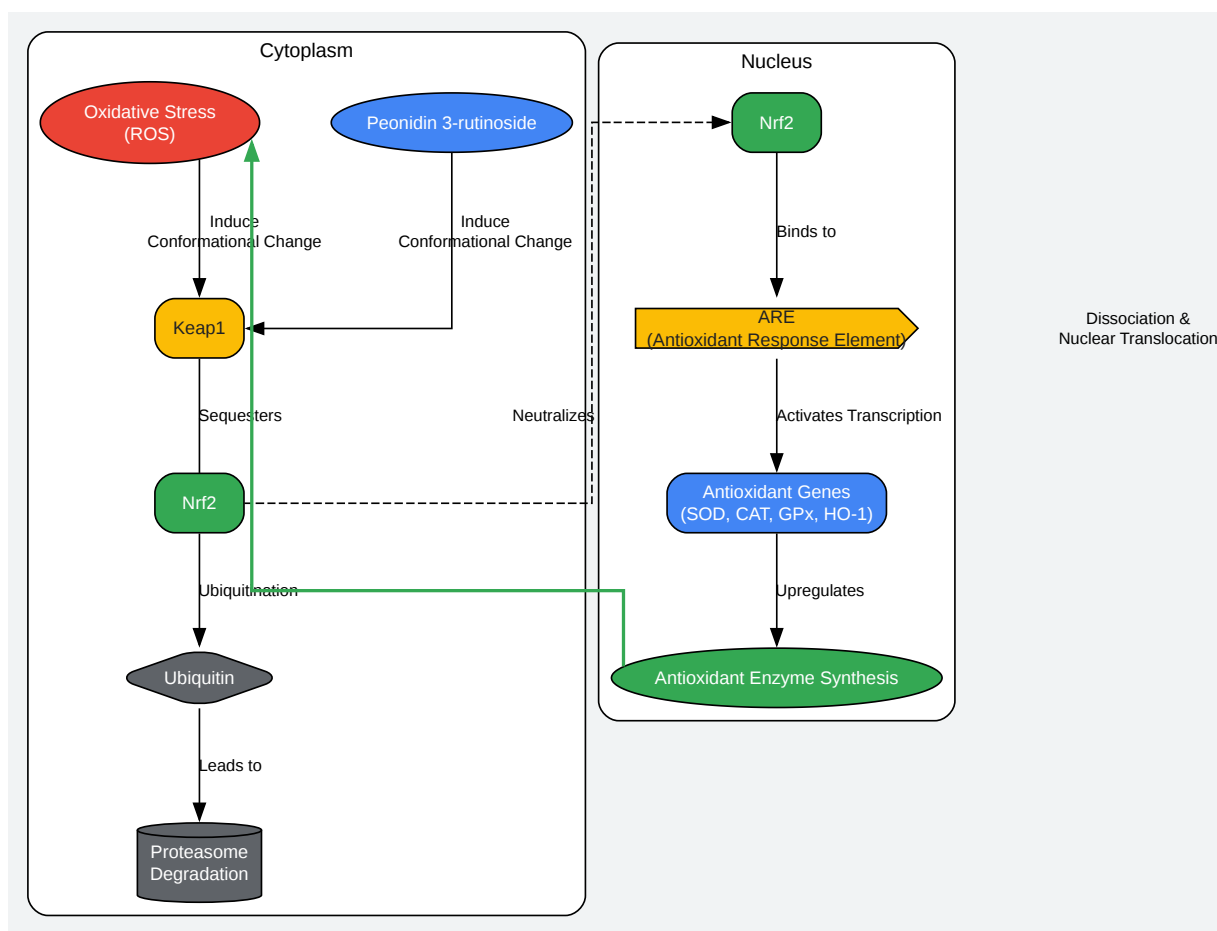 Cytoplasm
Nucleus
Oxidative Stress
(ROS)
Peonidin 3-rutinoside
Nrf2
Induce
Conformational Change
Induce
Conformational Change
Binds to
Keap1
ARE
(Antioxidant Response Element)
Dissociation &
Nuclear Translocation
Sequesters
Neutralizes
Activates Transcription
Nrf2
Antioxidant Genes
(SOD, CAT, GPx, HO-1)
Ubiquitination
Upregulates
Ubiquitin
Antioxidant Enzyme Synthesis
Leads to
Proteasome
Degradation